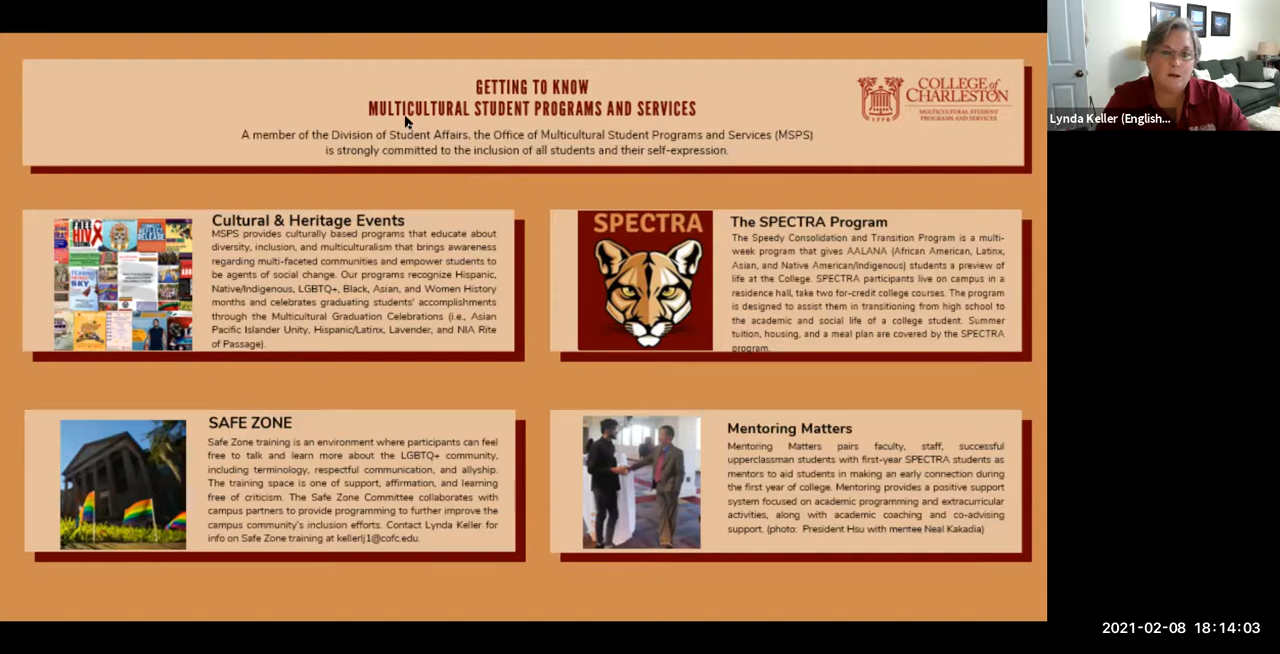 GETTING TO KNOW
MULTICULTURAL STUDENT PROGRAMS AND SERVICES
A member of the Division of Student Affairs, the Office of Multicultural Student Programs and Services (MSPS)
is strongly committed to the inclusion of all students and their self-expression.
COLLEGE of
CHARLESTON
MULTICULTURAL STUDENT
PROGRAMS AND SERVICES
1770
Lynda Keller (English...
Cultural & Heritage Events
MSPS provides culturally based programs that educate about
diversity, inclusion, and multiculturalism that brings awareness
regarding multi-faceted communities and empower students to
be agents of social change. Our programs recognize Hispanic,
Native/Indigenous, LGBTQ+, Black, Asian, and Women History
months and celebrates graduating students' accomplishments
through the Multicultural Graduation Celebrations (i.e., Asian
Pacific Islander Unity, Hispanic/Latinx, Lavender, and NIA Rite
of Passage).
FREE
HIV
SKY
SPECTRA
The SPECTRA Program
The Speedy Consolidation and Transition Program is a multi-
week program that gives AALANA (African American, Latinx,
Asian, and Native American/Indigenous) students a preview of
life at the College. SPECTRA participants live on campus in a
residence hall, take two for-credit college courses. The program
is designed to assist them in transitioning from high school to
the academic and social life of a college student. Summer
tuition, housing, and a meal plan are covered by the SPECTRA
program.
SAFE ZONE
Safe Zone training is an environment where participants can feel
free to talk and learn more about the LGBTQ+ community,
including terminology, respectful communication, and allyship.
The training space is one of support, affirmation, and learning
free of criticism. The Safe Zone Committee collaborates with
campus partners to provide programming to further improve the
campus community's inclusion efforts. Contact Lynda Keller for
info on Safe Zone training at kellerlj1@cofc.edu.
Mentoring Matters
Mentoring Matters pairs faculty, staff, successful
upperclassman students with first-year SPECTRA students as
mentors to aid students in making an early connection during
the first year of college. Mentoring provides a positive support
system focused on academic programming and extracurricular
activities, along with academic coaching and co-advising
support. (photo: President Hsu with mentee Neal Kakadia)
2021-02-08 18:14:03